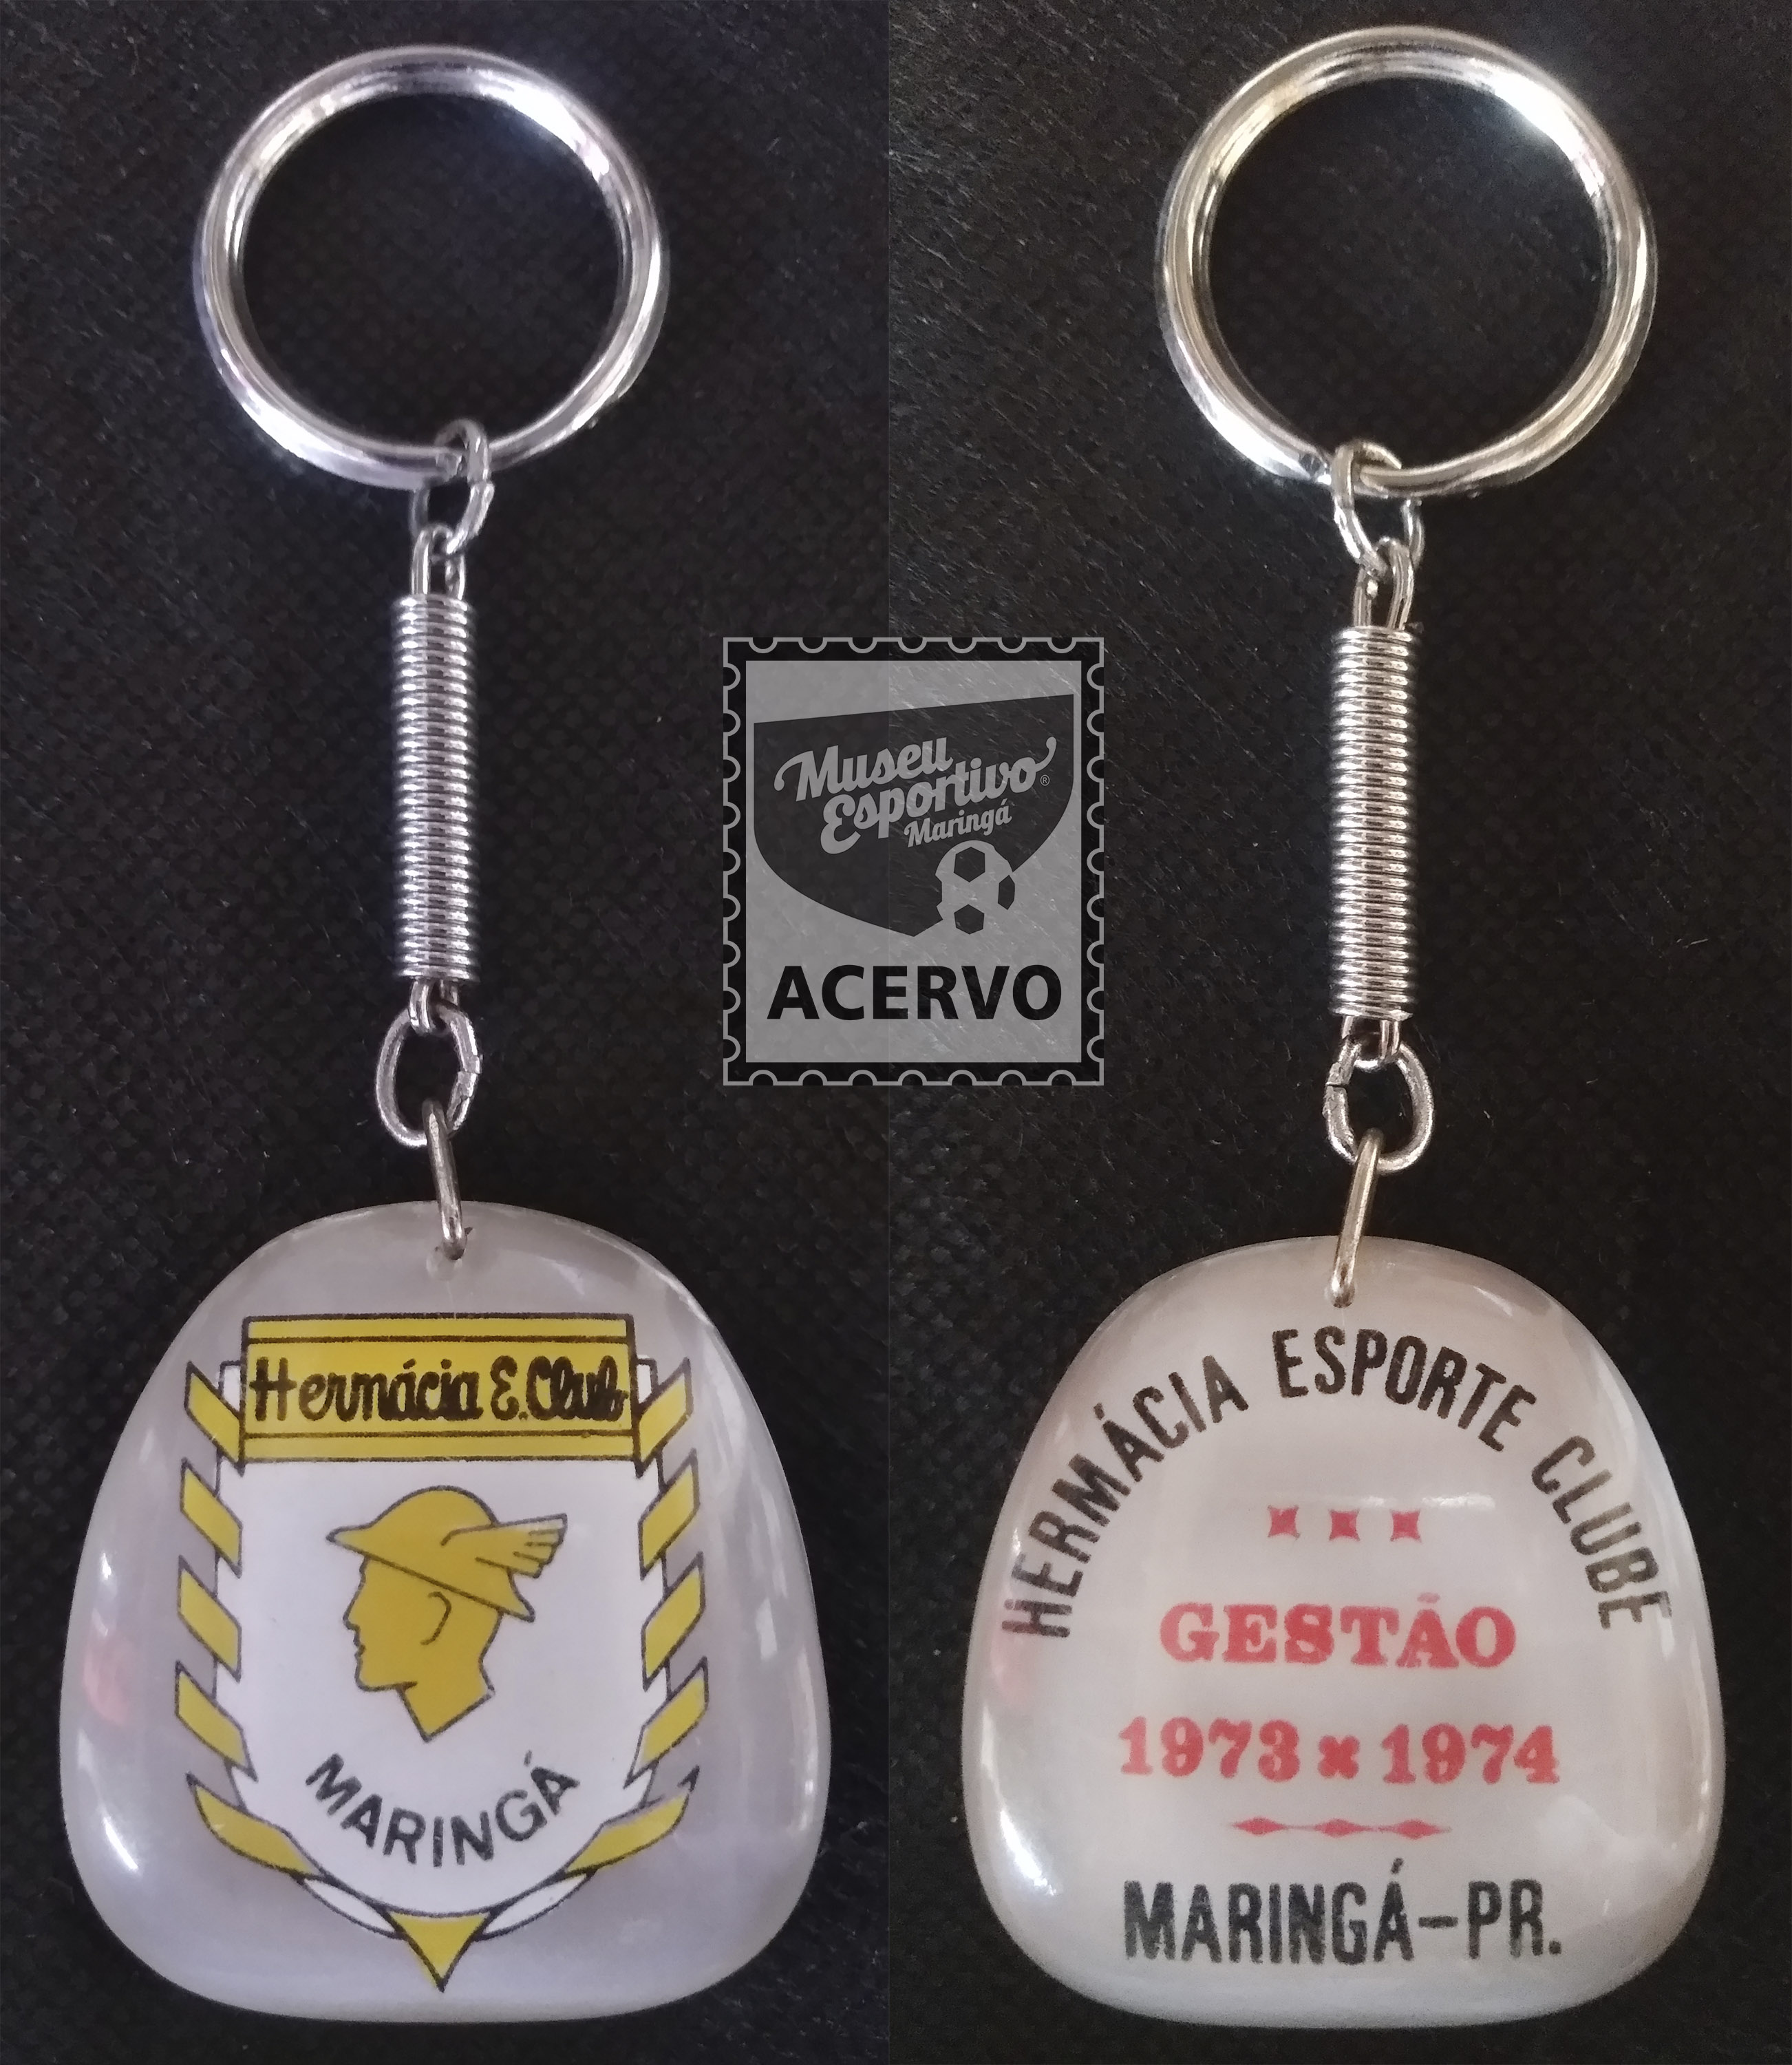 Museu
Esportivo®
Maringá
ACERVO
Hermácia E. Club
MARINGÁ
HERMÁCIA ESPORTE CLUBE
GESTÃO
1973 x 1974
MARINGÁ-PR.